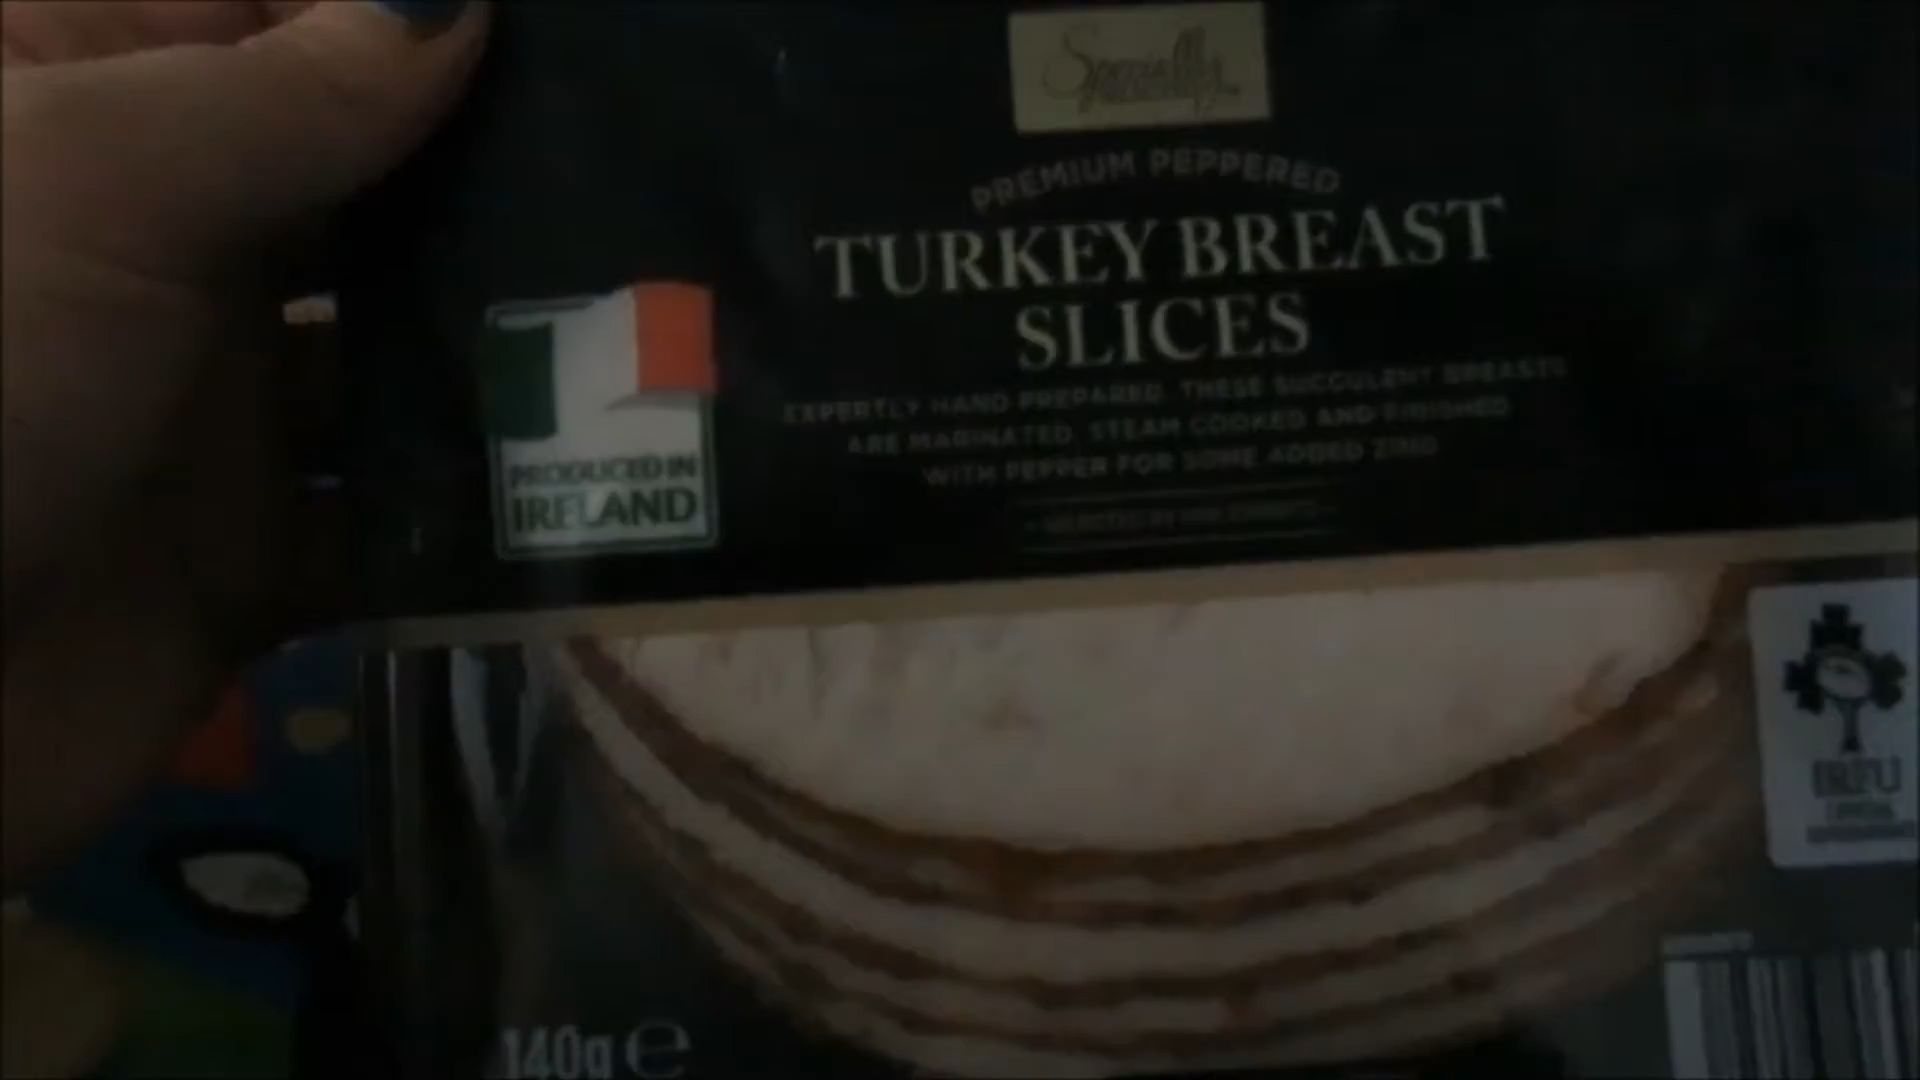 Specially
PREMIUM PEPPERED
TURKEY BREAST
SLICES
EXPERTLY HAND PREPARED, THESE SUCCULENT BREASTS
ARE MARINATED, STEAM COOKED AND FINISHED
WITH PEPPER FOR SOME ADDED ZING
PRODUCED IN
IRELAND
IRFU
140g e